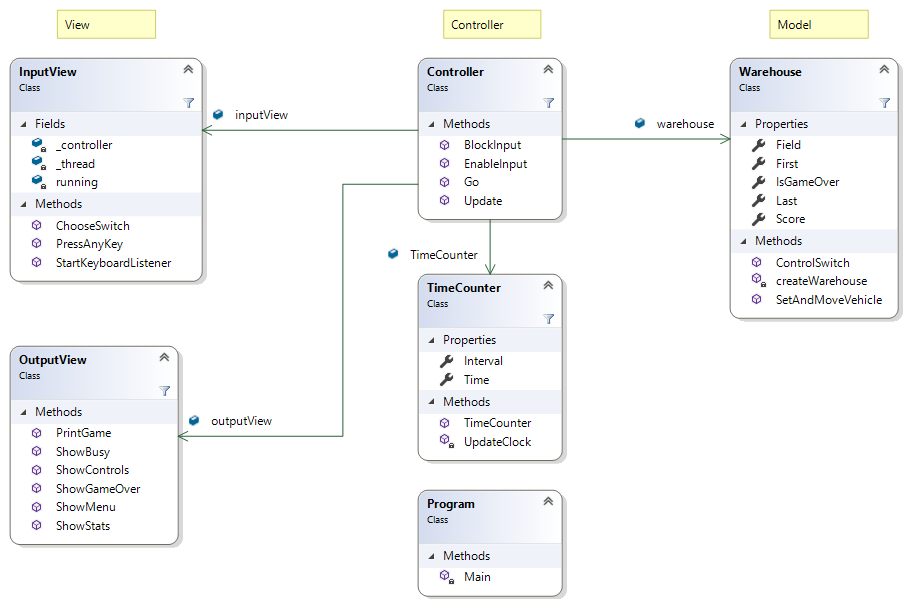 View
Controller
Model
InputView
Class
Fields
_controller
_thread
running
Methods
ChooseSwitch
PressAnyKey
StartKeyboardListener
inputView
Controller
Class
Methods
BlockInput
EnableInput
Go
Update
warehouse
Warehouse
Class
Properties
Field
First
IsGameOver
Last
Score
Methods
ControlSwitch
createWarehouse
SetAndMoveVehicle
TimeCounter
TimeCounter
Class
Properties
Interval
Time
Methods
TimeCounter
UpdateClock
OutputView
Class
Methods
PrintGame
ShowBusy
ShowControls
ShowGameOver
ShowMenu
ShowStats
outputView
Program
Class
Methods
Main